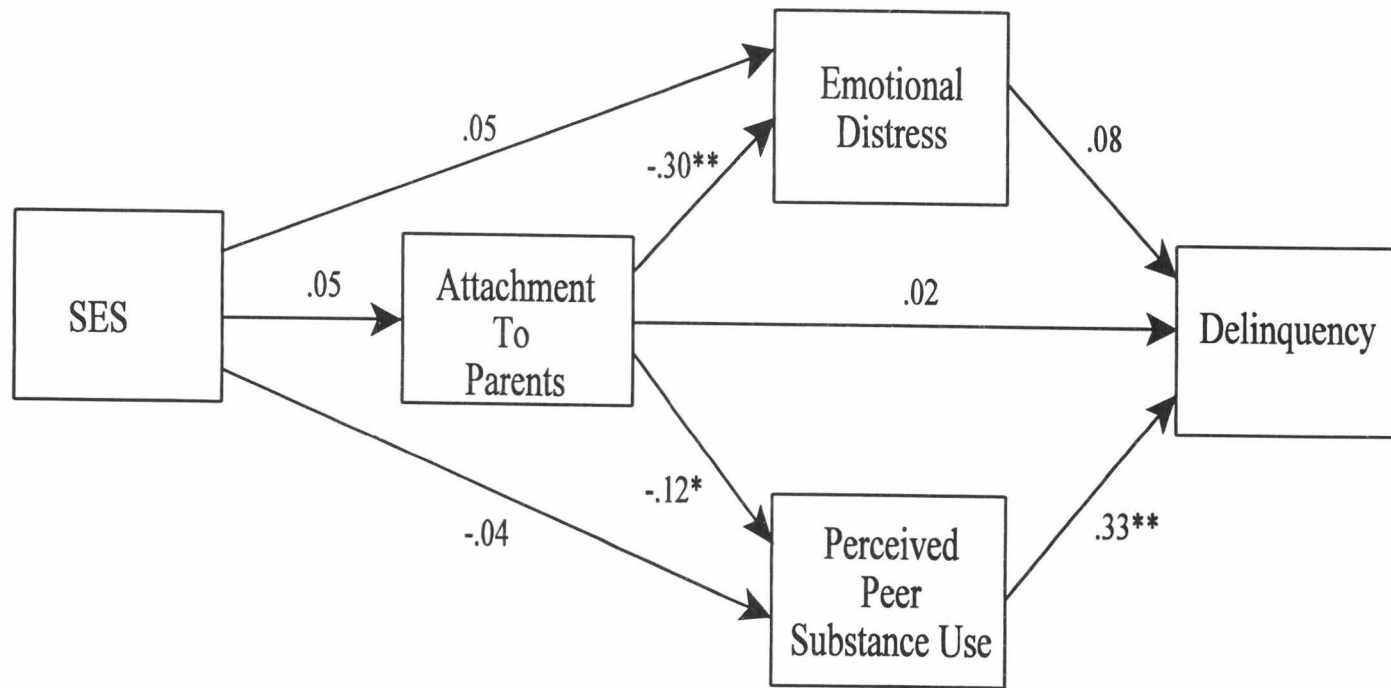 Emotional
Distress
.05
-.30**
.08
SES
.05
Attachment
To
Parents
.02
Delinquency
-.12*
-.04
.33**
Perceived
Peer
Substance Use